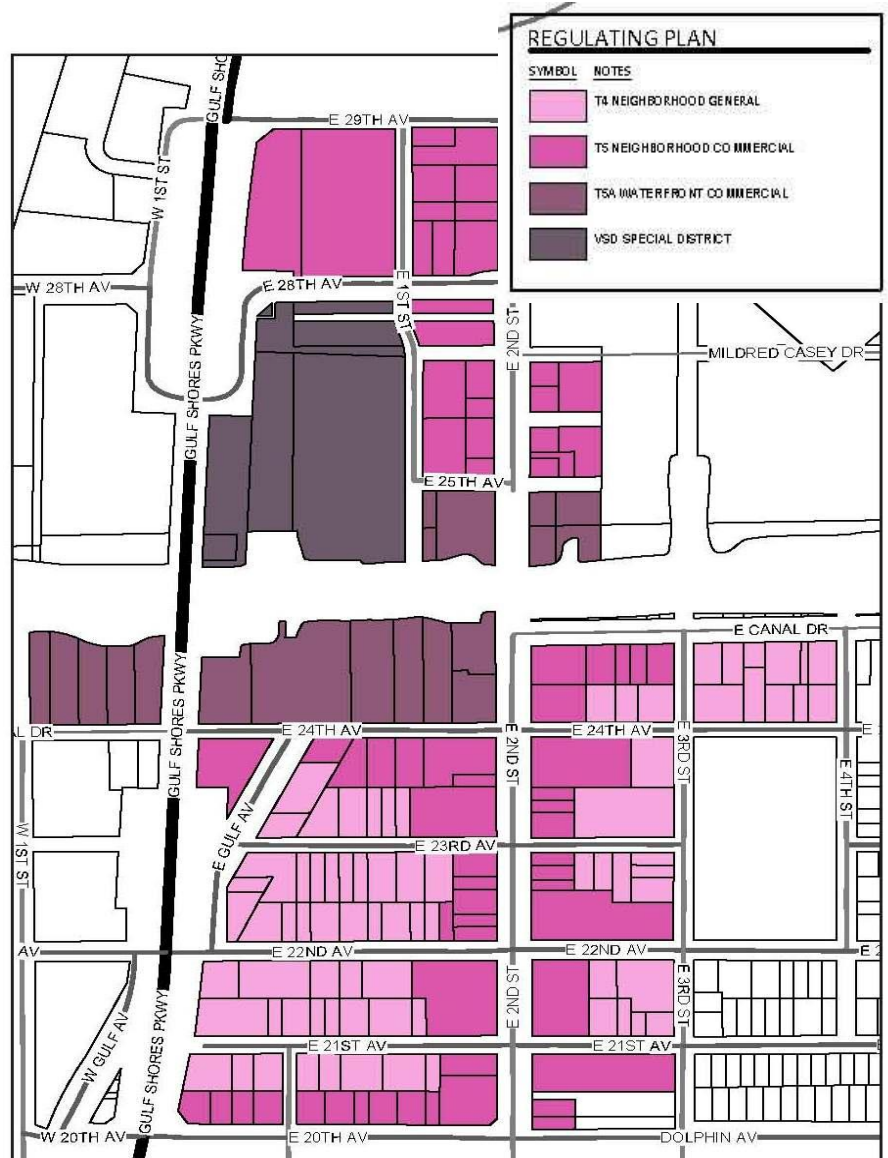 REGULATING PLAN
SYMBOL NOTES
T4 NEIGHBORHOOD GENERAL
T5 NEIGHBORHOOD COMMERCIAL
T5A WATERFRONT COMMERCIAL
VSD SPECIAL DISTRICT
GULF SHO
E 29TH AV
W 1ST ST
W 28TH AV
E 28TH AV
E 1ST ST
E 2ND ST
GULF SHORES PKWY
MILDRED CASEY DR
E 25TH AV
E CANAL DR
GULF SHORES PKWY
L DR
E 24TH AV
E 24TH AV
E
E 2ND ST
E 3RD ST
E 4TH ST
W 1ST ST
E GULF AV
E 23RD AV
AV
E 22ND AV
E 22ND AV
E 2
E 2ND ST
E 3RD ST
W GULF AV
GULF SHORES PKWY
E 21ST AV
E 21ST AV
W 20TH AV
E 20TH AV
DOLPHIN AV